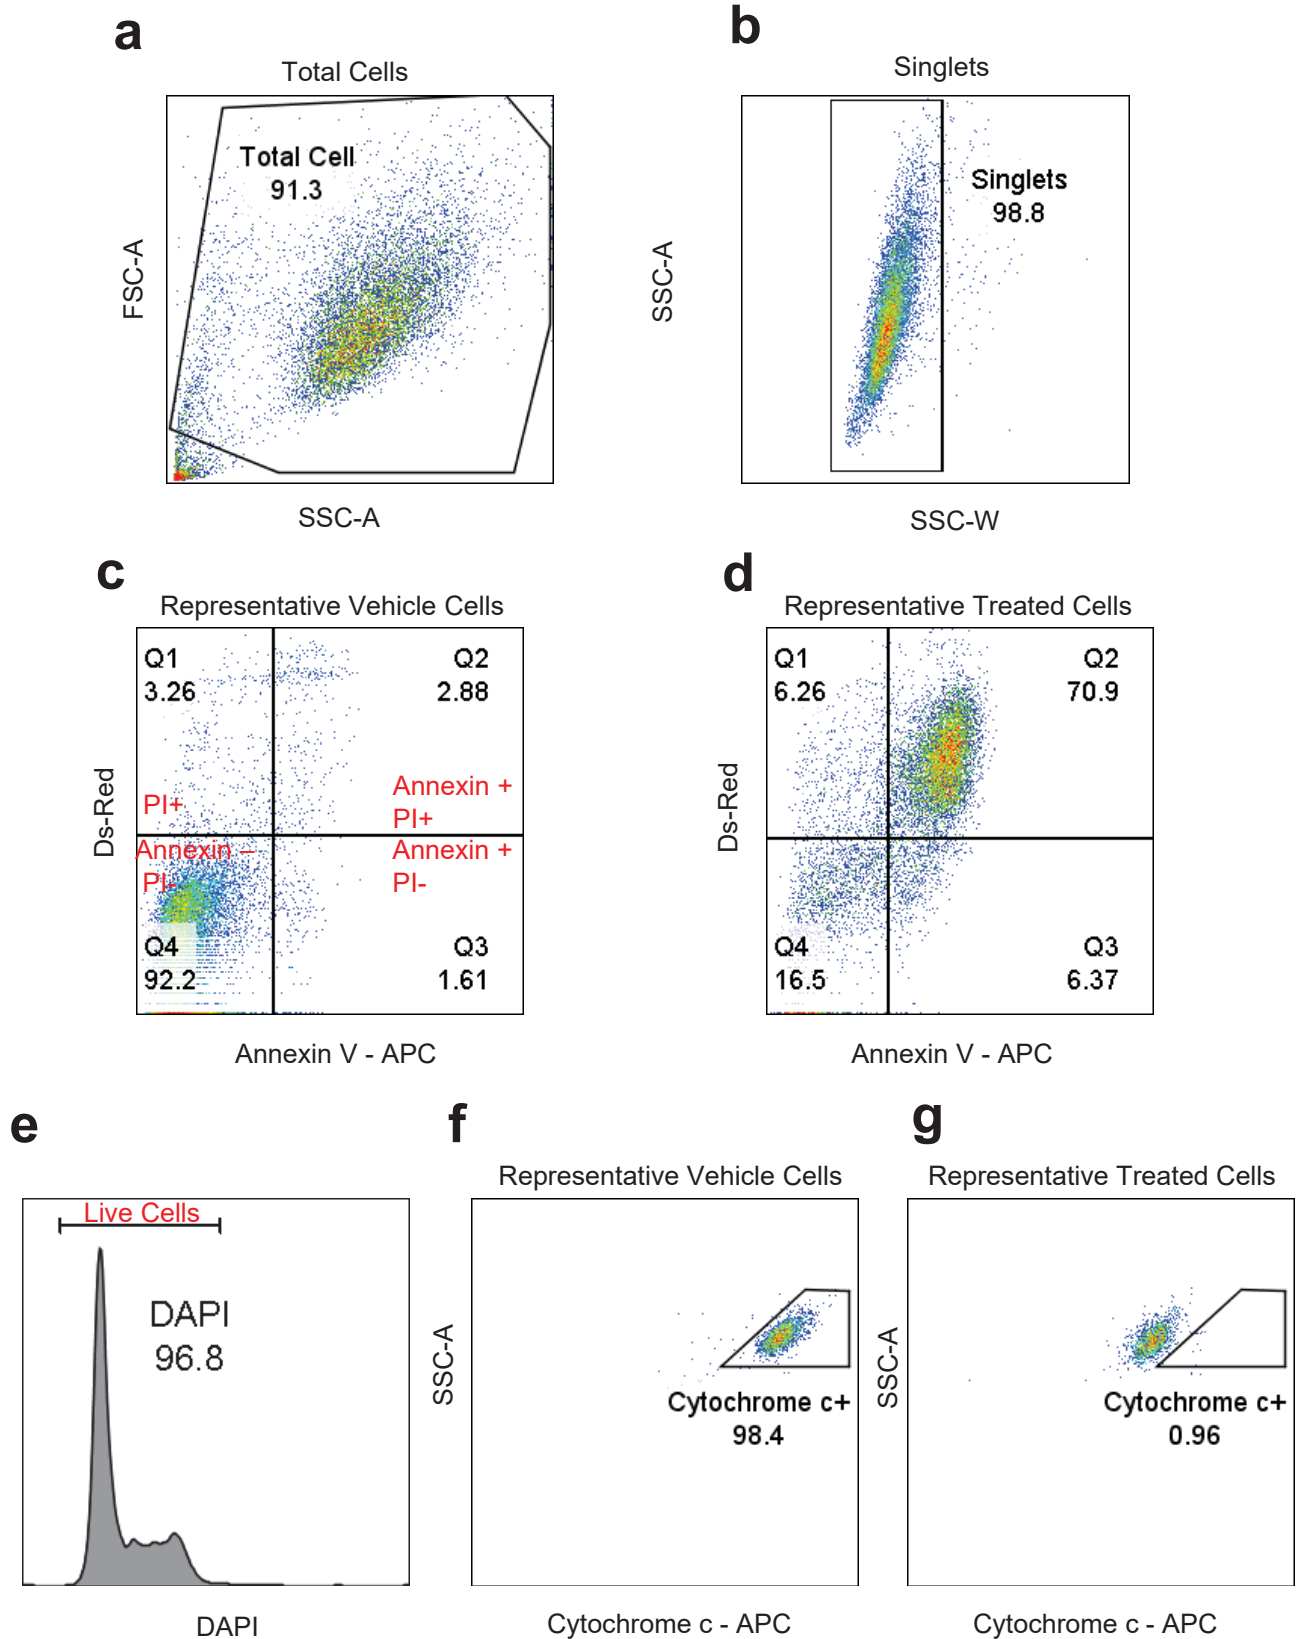 a
Total Cells
Total Cell
91.3
FSC-A
SSC-A
b
Singlets
Singlets
98.8
SSC-A
SSC-W
c
Representative Vehicle Cells
Q1
3.26
Q2
2.88
PI+
Annexin +
PI+
Annexin –
PI-
Annexin +
PI-
Q4
92.2
Q3
1.61
Ds-Red
Annexin V - APC
d
Representative Treated Cells
Q1
6.26
Q2
70.9
Q4
16.5
Q3
6.37
Ds-Red
Annexin V - APC
e
Live Cells
DAPI
96.8
DAPI
f
Representative Vehicle Cells
SSC-A
Cytochrome c+
98.4
Cytochrome c - APC
g
Representative Treated Cells
SSC-A
Cytochrome c+
0.96
Cytochrome c - APC